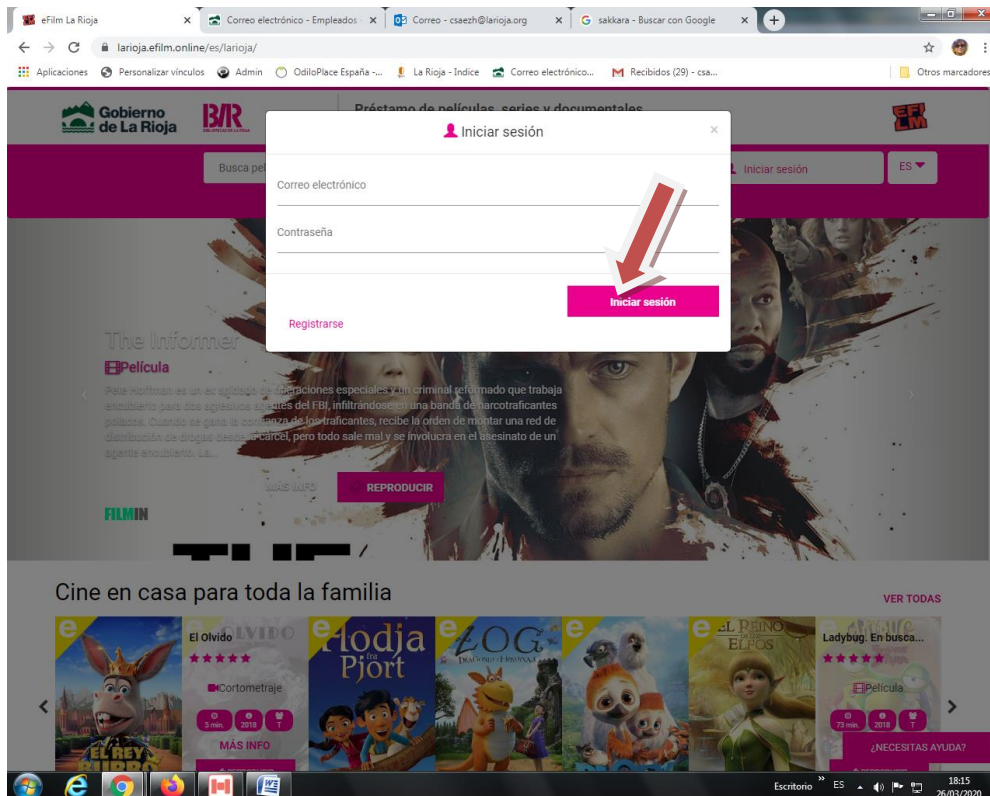 eFilm La Rioja
Correo electrónico - Empleados
Correo - csaezh@larioja.org
sakkara - Buscar con Google
larioja.efilm.online/es/larioja/
Aplicaciones
Personalizar vínculos
Admin
OdiloPlace España -...
La Rioja - Indice
Correo electrónico...
Recibidos (29) - csa...
Otros marcadores
Gobierno
de La Rioja
B/R
Préstamo de películas, series y documentales
EFI
LM
Iniciar sesión
×
Busca pel
Iniciar sesión
ES
Correo electrónico
Contraseña
Iniciar sesión
Registrarse
The Informer
Película
Pete Hoffman es un ex soldado de operaciones especiales y un criminal reformado que trabaja
encubierto para dos agresivos agentes del FBI, infiltrándose en una banda de narcotraficantes
polacos. Cuando se gana la confianza de los traficantes, recibe la orden de montar una red de
distribución de drogas desde la cárcel, pero todo sale mal y se involucra en el asesinato de un
agente encubierto. La...
MÁS INFO
REPRODUCIR
FILMIN
Cine en casa para toda la familia
VER TODAS
EL REY
BURRO
El Olvido
Cortometraje
5 min.
2018
T
MÁS INFO
Hodja
fra
Pjort
ZOG
EL REINO
ELFOS
Ladybug. En busca...
Película
73 min.
2018
T
¿NECESITAS AYUDA?
Escritorio
ES
18:15
26/03/2020